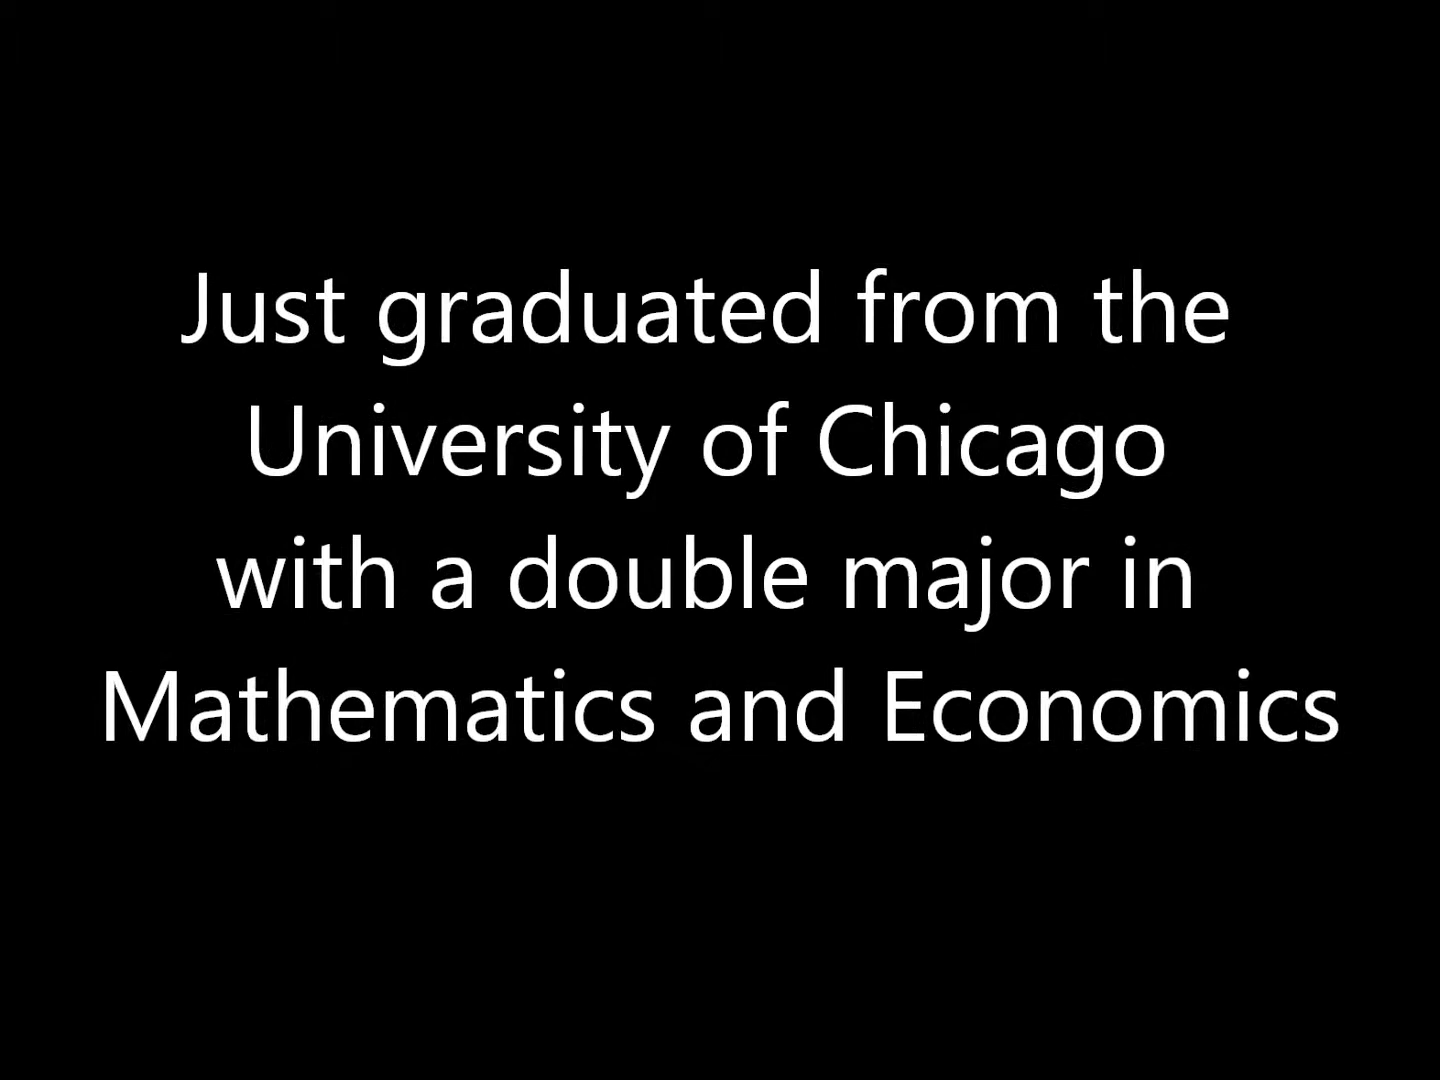 Just graduated from the
University of Chicago
with a double major in
Mathematics and Economics